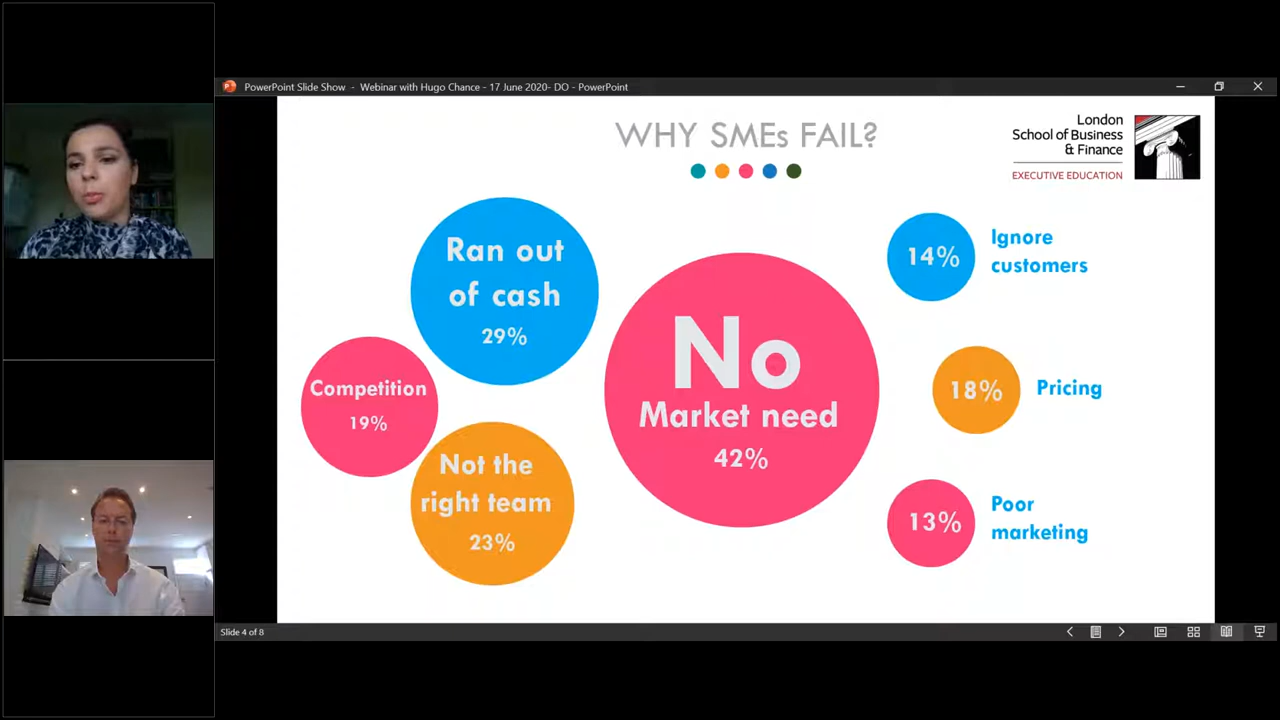 PowerPoint Slide Show - Webinar with Hugo Chance - 17 June 2020- DO - PowerPoint
WHY SMEs FAIL?
London
School of Business
& Finance
EXECUTIVE EDUCATION
Ran out
of cash
29%
Competition
19%
Not the
right team
23%
No
Market need
42%
14%
Ignore
customers
18%
Pricing
13%
Poor
marketing
Slide 4 of 8